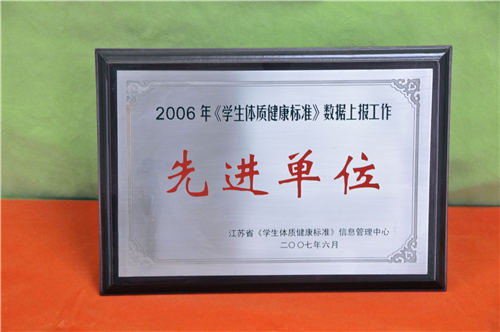 2006年《学生体质健康标准》数据上报工作
先进单位
江苏省《学生体质健康标准》信息管理中心
二〇〇七年六月